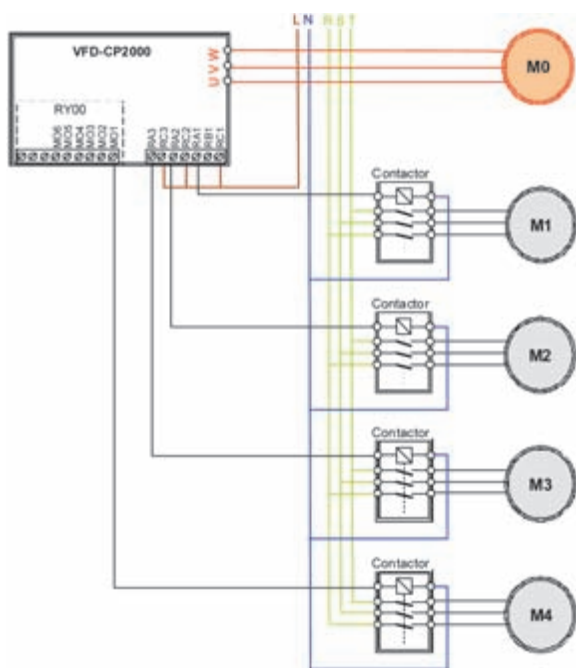 L N R S T
VFD-CP2000
W
V
U
M0
RY00
MO6
MO5
MO4
MO3
MO2
MO1
RA3
RC3
RA2
RC2
RA1
RB1
RC1
Contactor
M1
Contactor
M2
Contactor
M3
Contactor
M4